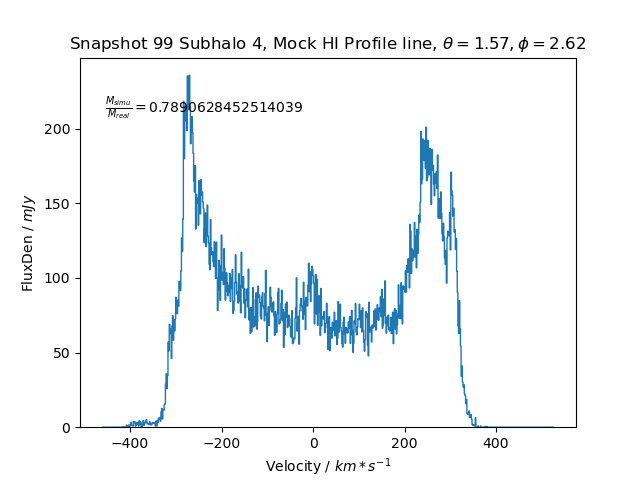 Snapshot 99 Subhalo 4, Mock HI Profile line, θ = 1.57, ϕ = 2.62
M_simu/M_real = 0.7890628452514039
FluxDen / mJy
200
150
100
50
0
−400 −200 0 200 400
Velocity / km * s⁻¹